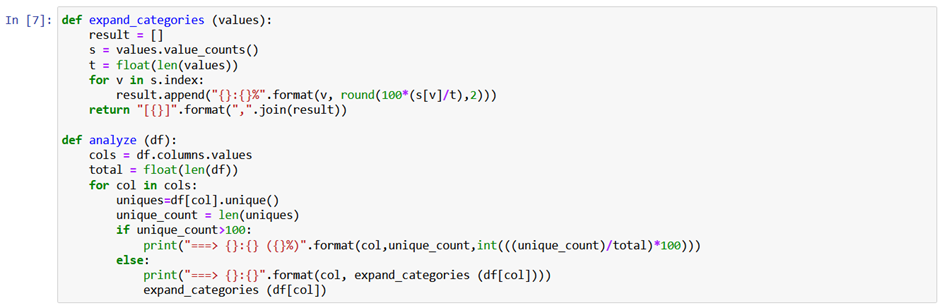 In [7]: def expand_categories (values):
    result = []
    s = values.value_counts()
    t = float(len(values))
    for v in s.index:
        result.append("{}:{}%".format(v, round(100*(s[v]/t),2)))
    return "[{}]".format(",".join(result))

def analyze (df):
    cols = df.columns.values
    total = float(len(df))
    for col in cols:
        uniques=df[col].unique()
        unique_count = len(uniques)
        if unique_count>100:
            print("===> {}:{} ({}%)".format(col,unique_count,int(((unique_count)/total)*100)))
        else:
            print("===> {}:{}".format(col, expand_categories (df[col])))
            expand_categories (df[col])